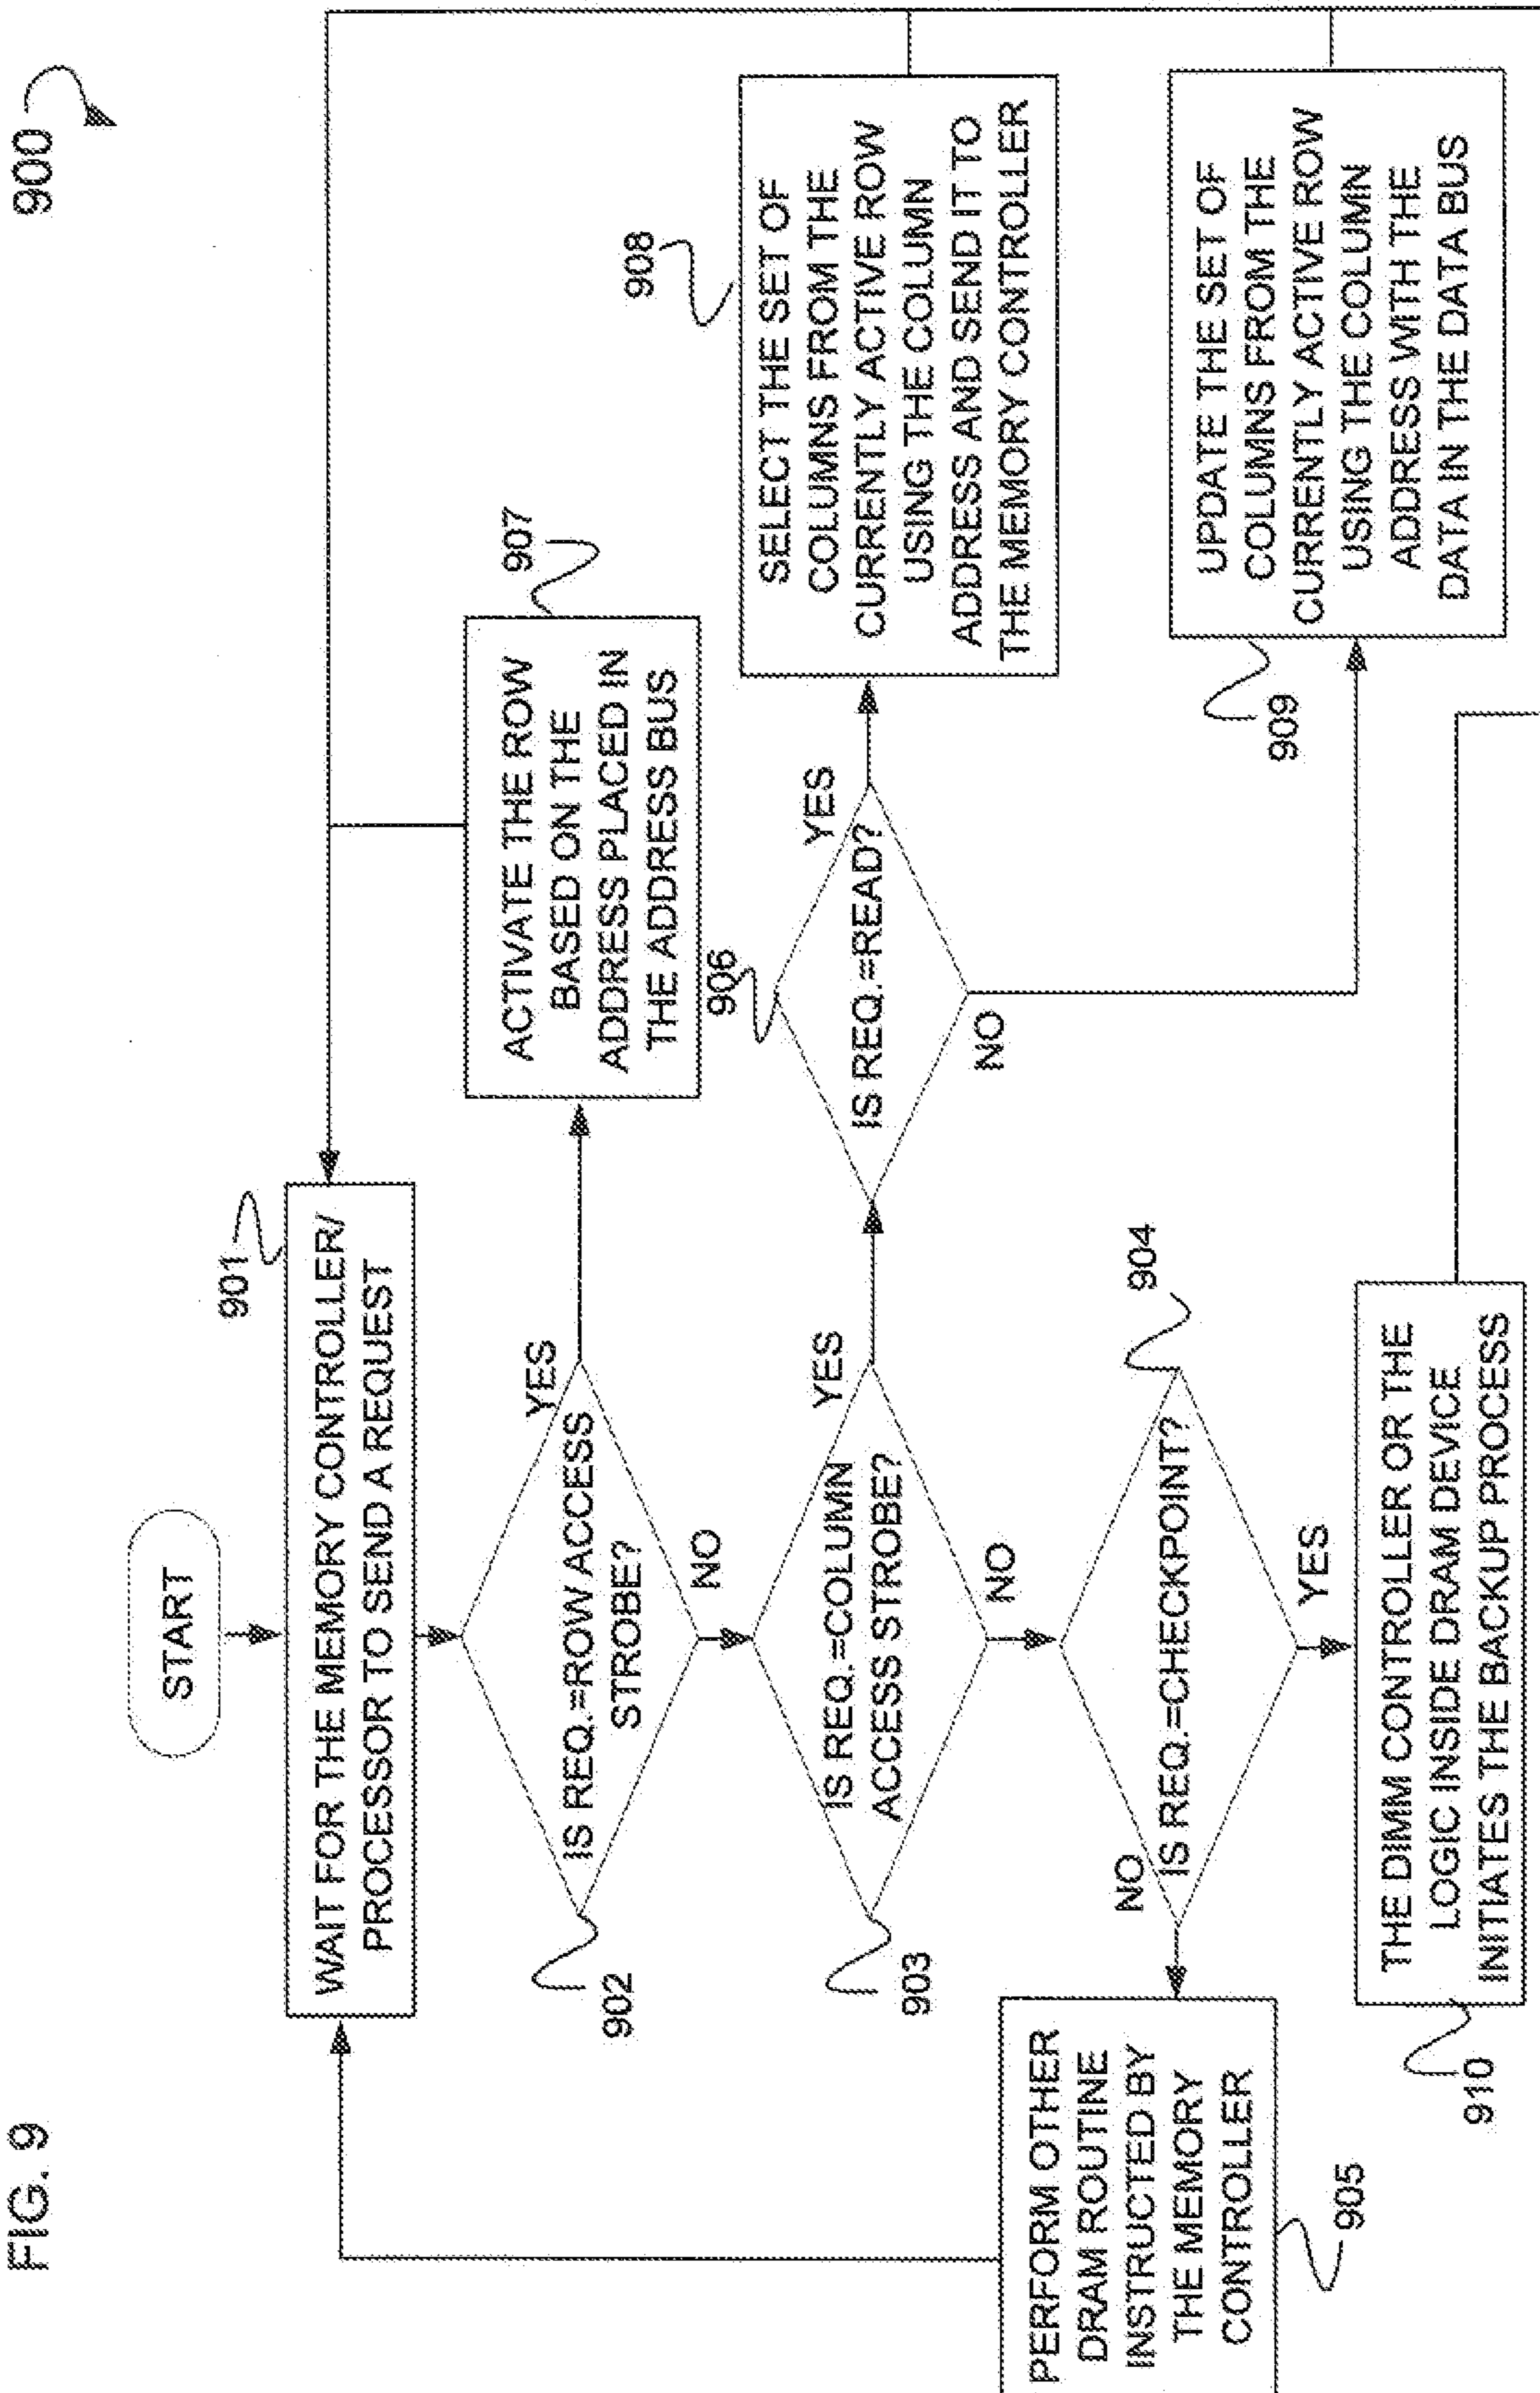 FIG. 9
900
START
901
WAIT FOR THE MEMORY CONTROLLER/
PROCESSOR TO SEND A REQUEST
902
IS REQ.=ROW ACCESS
STROBE?
YES
NO
907
ACTIVATE THE ROW
BASED ON THE
ADDRESS PLACED IN
THE ADDRESS BUS
903
IS REQ.=COLUMN
ACCESS STROBE?
YES
NO
906
IS REQ.=READ?
YES
NO
908
SELECT THE SET OF
COLUMNS FROM THE
CURRENTLY ACTIVE ROW
USING THE COLUMN
ADDRESS AND SEND IT TO
THE MEMORY CONTROLLER
904
IS REQ.=CHECKPOINT?
NO
YES
909
UPDATE THE SET OF
COLUMNS FROM THE
CURRENTLY ACTIVE ROW
USING THE COLUMN
ADDRESS WITH THE
DATA IN THE DATA BUS
PERFORM OTHER
DRAM ROUTINE
INSTRUCTED BY
THE MEMORY
CONTROLLER
905
910
THE DIMM CONTROLLER OR THE
LOGIC INSIDE DRAM DEVICE
INITIATES THE BACKUP PROCESS